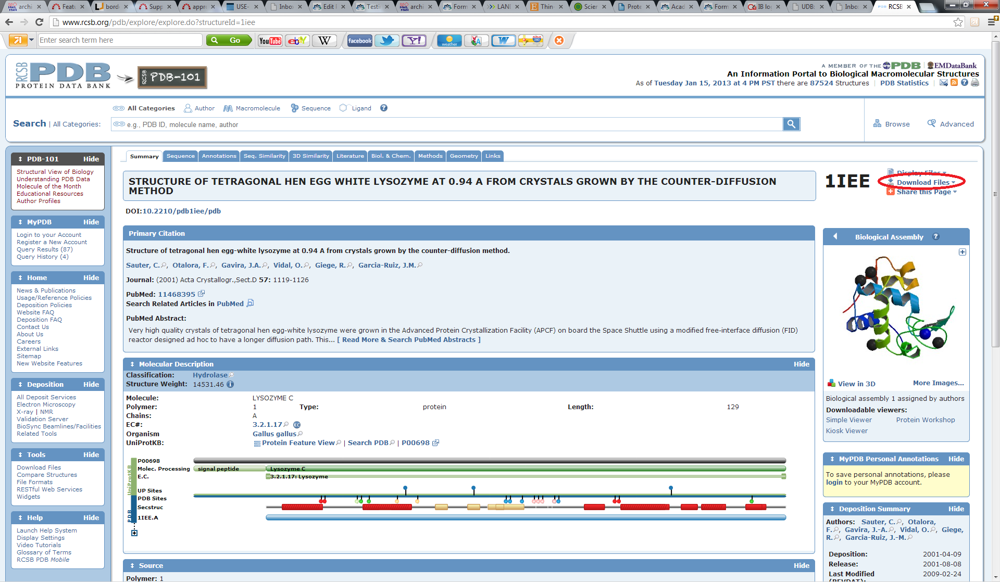 archi
Featu
bord
Supp
appre
USE-
Inbo
Edit
Testin
archi
Form
LANI
Thin-
Scien
Prote
Acad
Form
IB lo
UDB:
Inbo
RCSB
www.rcsb.org/pdb/explore/explore.do?structureId=1iee
Enter search term here
Go
YouTube
ebY
W
facebook
Y!
weather
W
RCSB PDB
PROTEIN DATA BANK
RCSB PDB-101
A MEMBER OF THE PDB | EMDataBank
An Information Portal to Biological Macromolecular Structures
As of Tuesday Jan 15, 2013 at 4 PM PST there are 87524 Structures | PDB Statistics
All Categories Author Macromolecule Sequence Ligand
Search | All Categories:
e.g., PDB ID, molecule name, author
Browse Advanced
PDB-101 Hide
Structural View of Biology
Understanding PDB Data
Molecule of the Month
Educational Resources
Author Profiles
MyPDB Hide
Login to your Account
Register a New Account
Query Results (87)
Query History (4)
Home Hide
News & Publications
Usage/Reference Policies
Deposition Policies
Website FAQ
Deposition FAQ
Contact Us
About Us
Careers
External Links
Sitemap
New Website Features
Deposition Hide
All Deposit Services
Electron Microscopy
X-ray | NMR
Validation Server
BioSync Beamlines/Facilities
Related Tools
Tools Hide
Download Files
Compare Structures
File Formats
RESTful Web Services
Widgets
Help Hide
Launch Help System
Display Settings
Video Tutorials
Glossary of Terms
RCSB PDB Mobile
Summary Sequence Annotations Seq. Similarity 3D Similarity Literature Biol. & Chem. Methods Geometry Links
STRUCTURE OF TETRAGONAL HEN EGG WHITE LYSOZYME AT 0.94 A FROM CRYSTALS GROWN BY THE COUNTER-DIFFUSION
METHOD
1IEE
Display Files
Download Files
Share this Page
DOI:10.2210/pdb1iee/pdb
Primary Citation
Structure of tetragonal hen egg-white lysozyme at 0.94 A from crystals grown by the counter-diffusion method.
Sauter, C., Otalora, F., Gavira, J.A., Vidal, O., Giege, R., Garcia-Ruiz, J.M.
Journal: (2001) Acta Crystallogr.,Sect.D 57: 1119-1126
PubMed: 11468395
Search Related Articles in PubMed
PubMed Abstract:
Very high quality crystals of tetragonal hen egg-white lysozyme were grown in the Advanced Protein Crystallization Facility (APCF) on board the Space Shuttle using a modified free-interface diffusion (FID)
reactor designed ad hoc to have a longer diffusion path. This... [ Read More & Search PubMed Abstracts ]
Molecular Description Hide
Classification: Hydrolase
Structure Weight: 14531.46
Molecule: LYSOZYME C
Polymer: 1 Type: protein Length: 129
Chains: A
EC#: 3.2.1.17 EC
Organism Gallus gallus
UniProtKB: Protein Feature View | Search PDB | P00698
UniProtKB
P00698
Molec. Processing signal peptide Lysozyme C
E.C. 3.2.1.17: Lysozyme
UP Sites
PDB Sites
Secstruc
PDB
1IEE.A
Source Hide
Polymer: 1
Biological Assembly
View in 3D More Images...
Biological assembly 1 assigned by authors
Downloadable viewers:
Simple Viewer Protein Workshop
Kiosk Viewer
MyPDB Personal Annotations Hide
To save personal annotations, please
login to your MyPDB account.
Deposition Summary Hide
Authors: Sauter, C., Otalora,
F., Gavira, J.-A., Vidal, O., Giege,
R., Garcia-Ruiz, J.-M.
Deposition: 2001-04-09
Release: 2001-08-08
Last Modified 2009-02-24